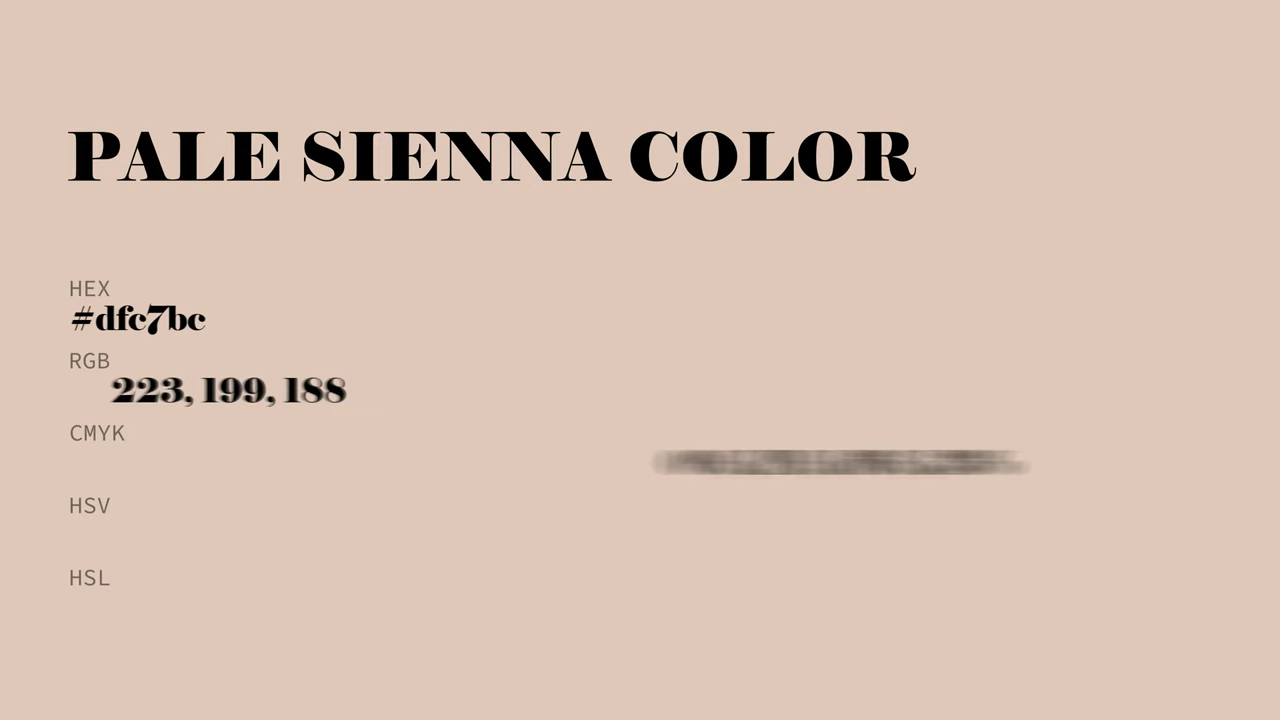 PALE SIENNA COLOR
HEX
#dfc7bc
RGB
223, 199, 188
CMYK
HSV
HSL